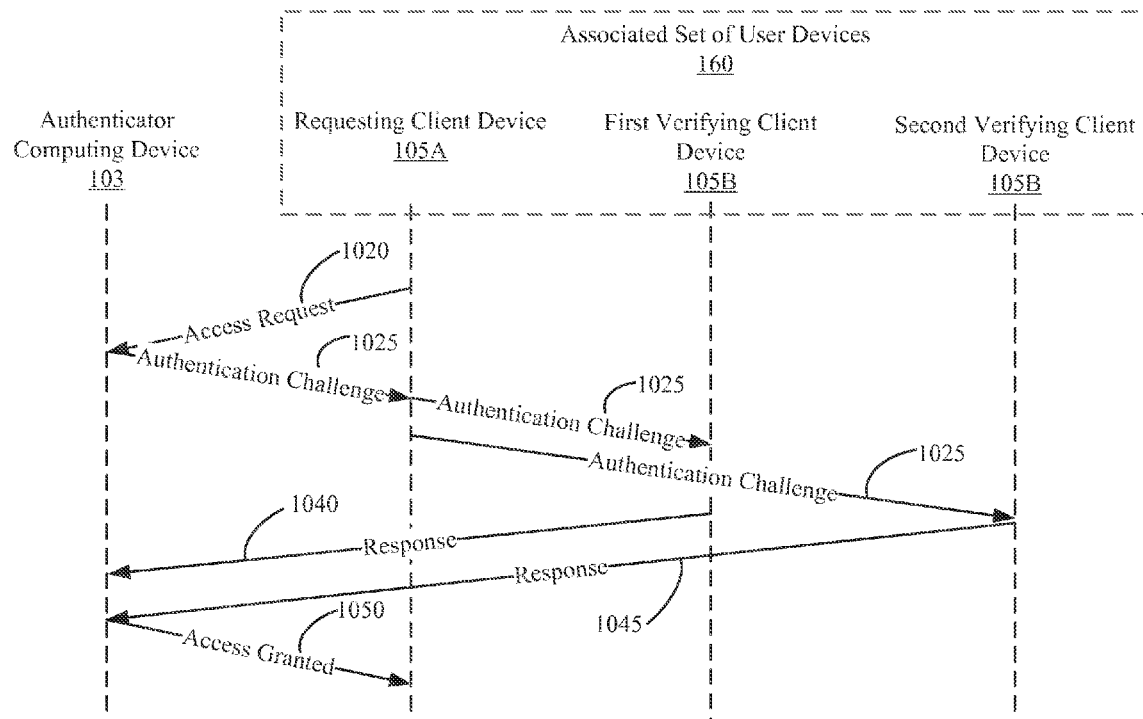 Associated Set of User Devices
160
Authenticator
Computing Device
103
Requesting Client Device
105A
First Verifying Client
Device
105B
Second Verifying Client
Device
105B
1020
Access Request
1025
Authentication Challenge
1025
Authentication Challenge
1025
Authentication Challenge
1040
Response
Response
1045
1050
Access Granted